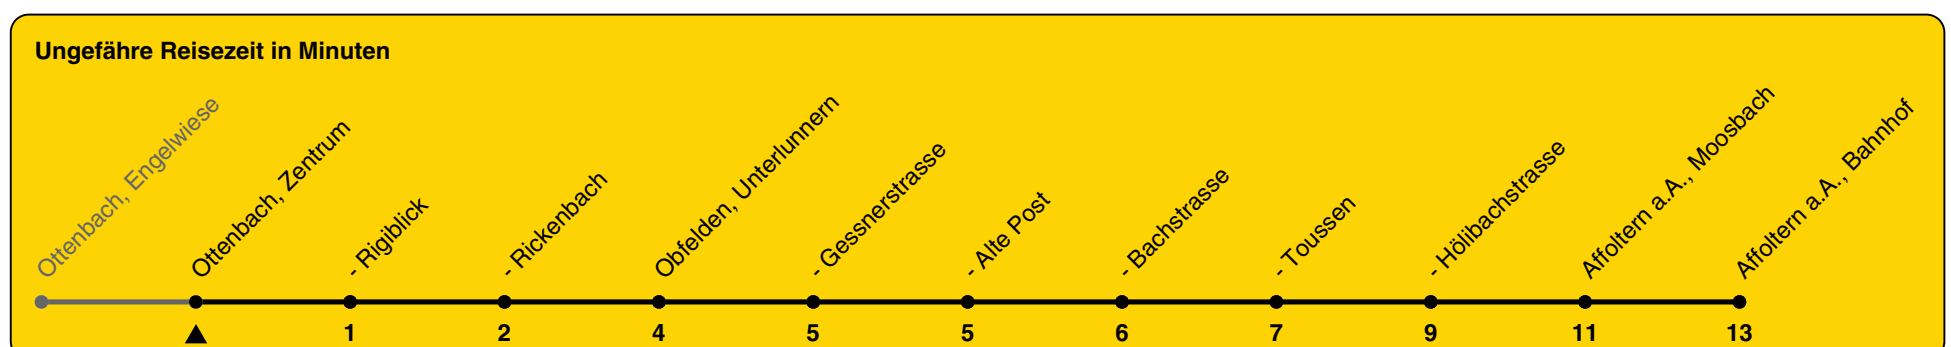 Ungefähre Reisezeit in Minuten
Ottenbach, Engelwiese
Ottenbach, Zentrum
- Rigiblick
- Rickenbach
Obfelden, Unterlunnern
- Gessnerstrasse
- Alte Post
- Bachstrasse
- Toussen
- Hölibachstrasse
Affoltern a.A., Moosbach
Affoltern a.A., Bahnhof
1 2 4 5 5 6 7 9 11 13